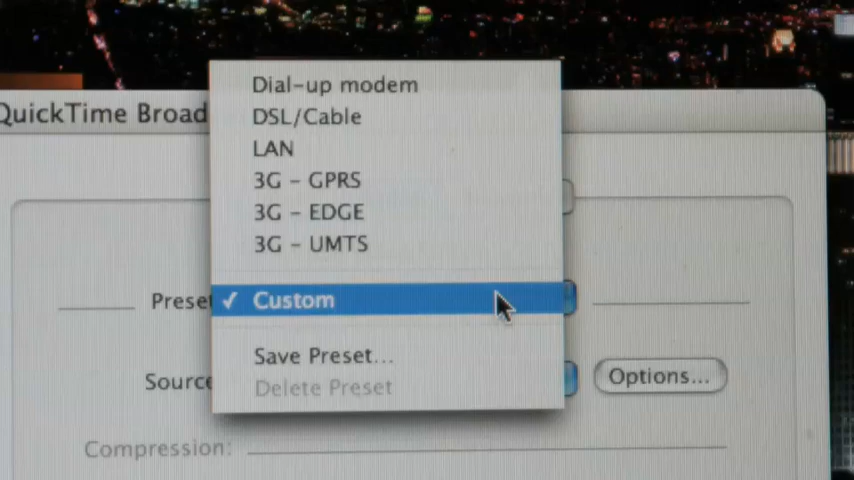 Dial-up modem
QuickTime Broad
DSL/Cable
LAN
3G - GPRS
3G - EDGE
3G - UMTS
Preset
✓ Custom
Save Preset...
Source
Options...
Delete Preset
Compression: